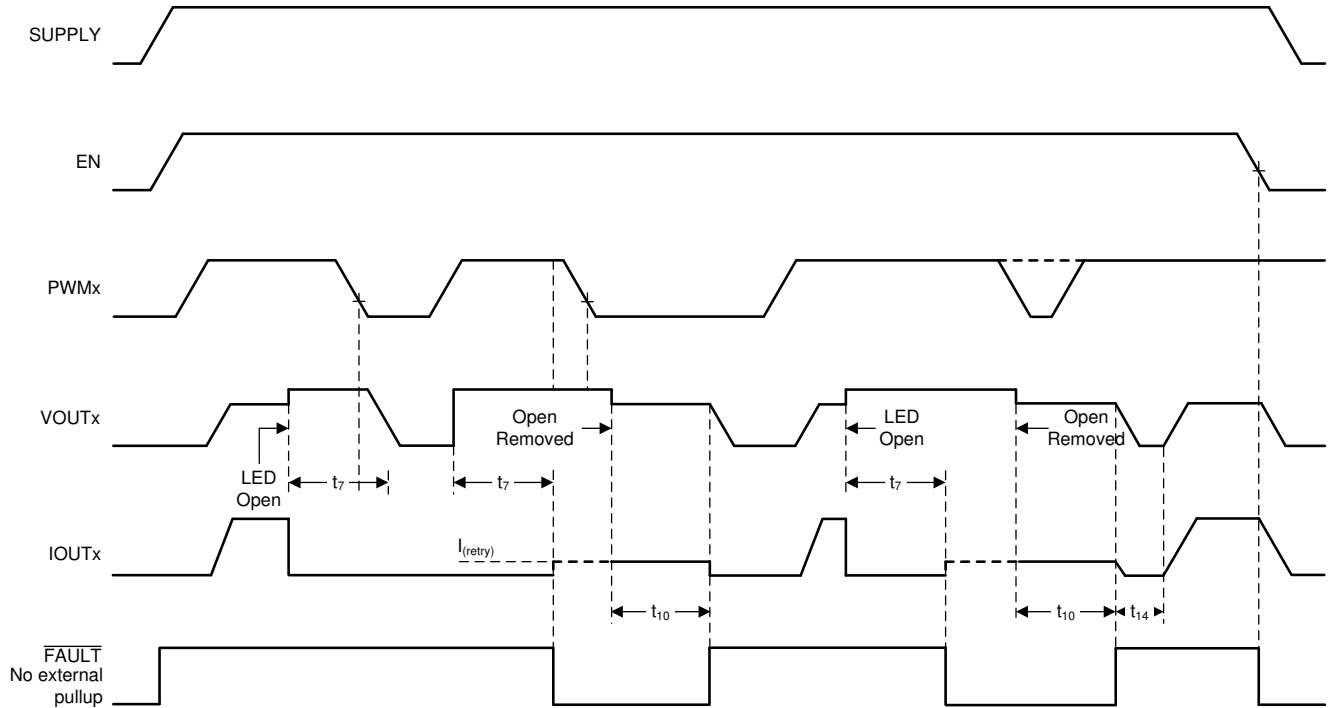 SUPPLY
EN
PWMx
VOUTx
LED
Open
t7
t7
Open
Removed
LED
Open
t7
Open
Removed
IOUTx
I(retry)
t10
t10
t14
FAULT
No external
pullup